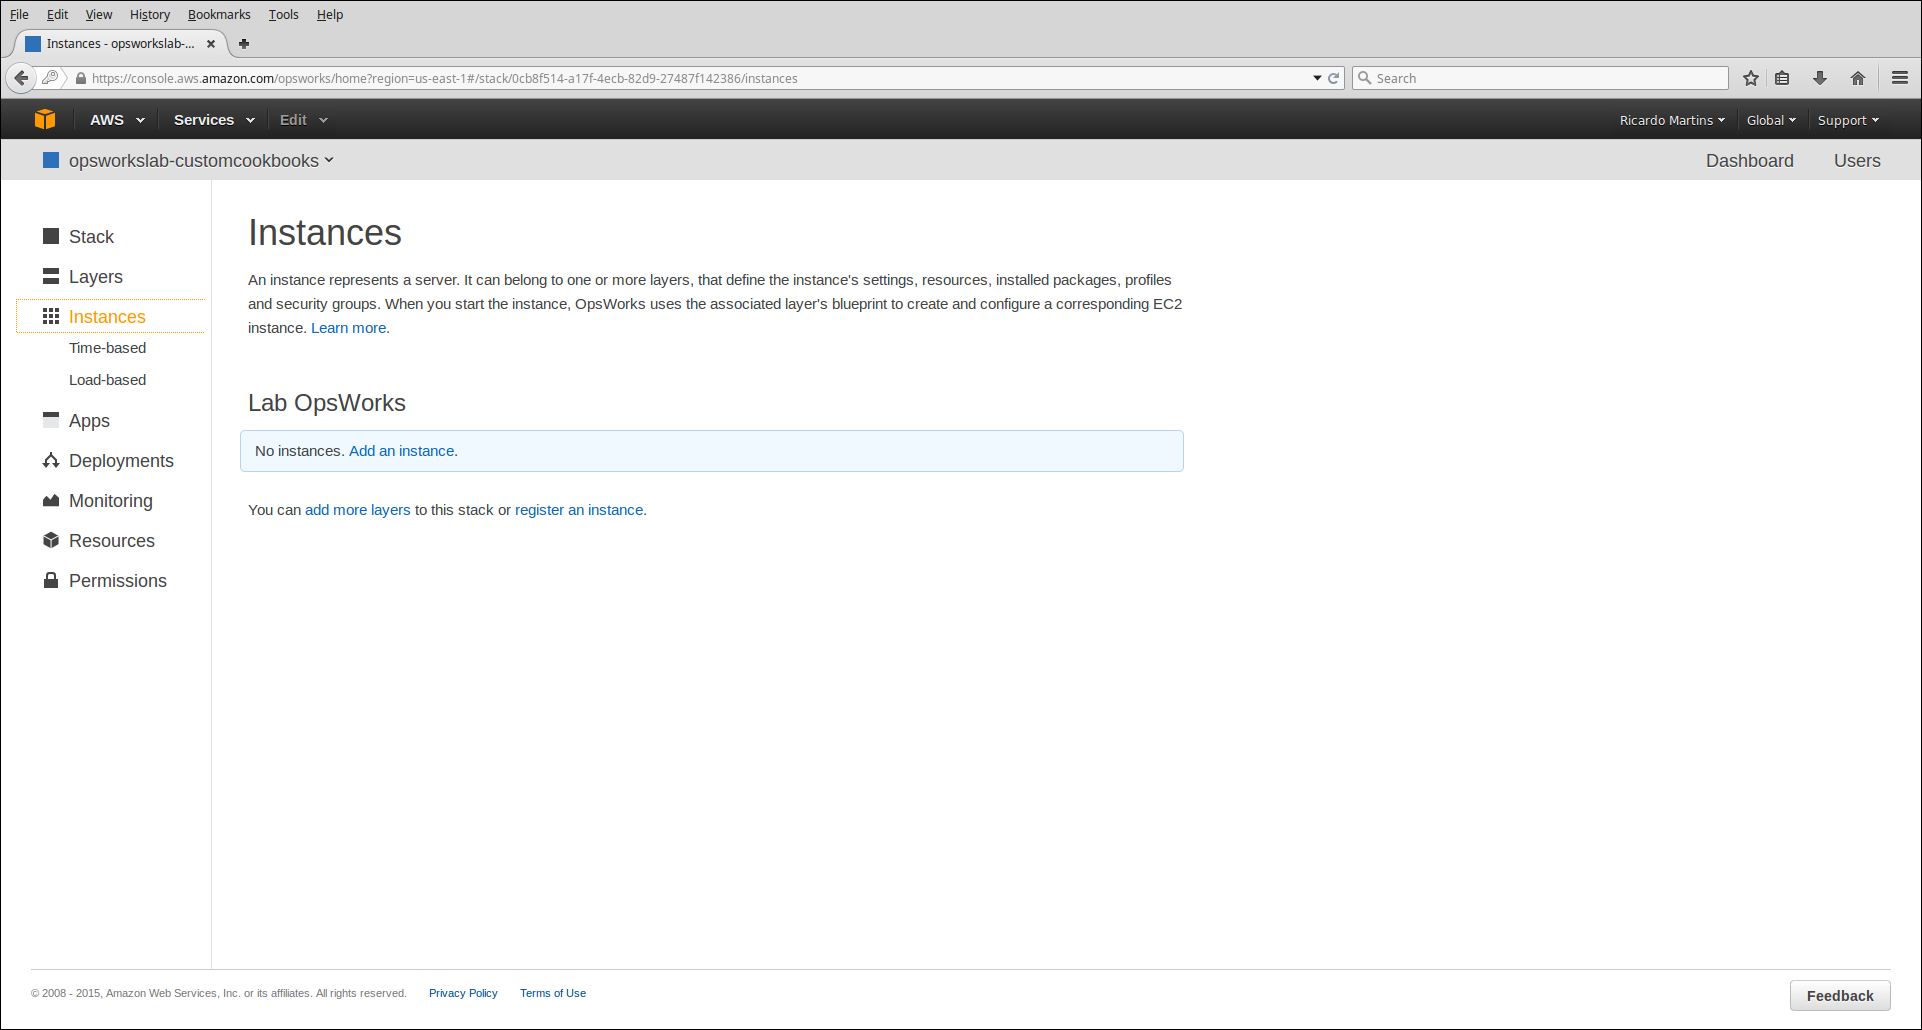 File Edit View History Bookmarks Tools Help
Instances - opsworkslab-...
https://console.aws.amazon.com/opsworks/home?region=us-east-1#/stack/0cb8f514-a17f-4ecb-82d9-27487f142386/instances
Search
AWS Services Edit Ricardo Martins Global Support
opsworkslab-customcookbooks Dashboard Users
Stack
Layers
Instances
Time-based
Load-based
Apps
Deployments
Monitoring
Resources
Permissions
Instances
An instance represents a server. It can belong to one or more layers, that define the instance's settings, resources, installed packages, profiles
and security groups. When you start the instance, OpsWorks uses the associated layer's blueprint to create and configure a corresponding EC2
instance. Learn more.
Lab OpsWorks
No instances. Add an instance.
You can add more layers to this stack or register an instance.
© 2008 - 2015, Amazon Web Services, Inc. or its affiliates. All rights reserved. Privacy Policy Terms of Use
Feedback